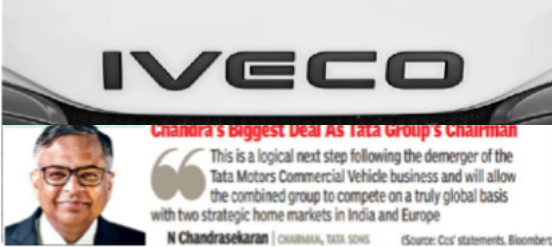 IVECO
Chandra's Biggest Deal As Tata Group's Chairman
This is a logical next step following the demerger of the
Tata Motors Commercial Vehicle business and will allow
the combined group to compete on a truly global basis
with two strategic home markets in India and Europe
N Chandrasekaran | CHAIRMAN, TATA SONS
(Source: Cos' statements, Bloomberg